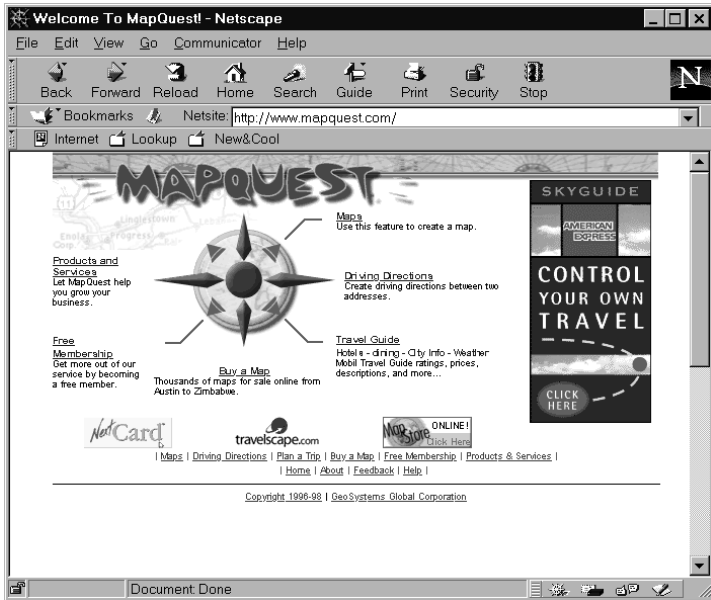 Welcome To MapQuest! - Netscape
File Edit View Go Communicator Help
Back Forward Reload Home Search Guide Print Security Stop
N
Bookmarks Netsite: http://www.mapquest.com/
Internet Lookup New&Cool
MAPQUEST
11
Linglestown
Enola Progress
Maps
Use this feature to create a map.
Products and
Services
Let MapQuest help
you grow your
business.
Driving Directions
Create driving directions between two
addresses.
Free
Membership
Get more out of our
service by becoming
a free member.
Travel Guide
Hotels - dining - City Info - Weather
Mobil Travel Guide ratings, prices,
descriptions, and more...
Buy a Map
Thousands of maps for sale online from
Austin to Zimbabwe.
SKYGUIDE
AMERICAN
EXPRESS
CONTROL
YOUR OWN
TRAVEL
CLICK
HERE
NextCard
travelscape.com
MapStore ONLINE!
Click Here
| Maps | Driving Directions | Plan a Trip | Buy a Map | Free Membership | Products & Services |
| Home | About | Feedback | Help |
Copyright 1996-98 | GeoSystems Global Corporation
Document: Done